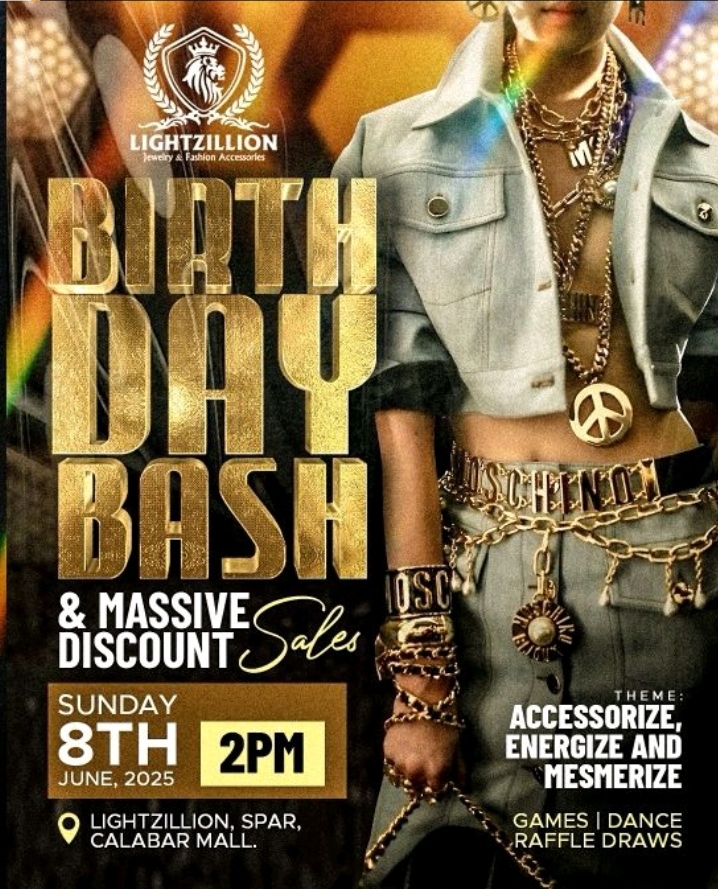 LIGHTZILLION
Jewelry & Fashion Accessories
BIRTH
DAY
BASH
& MASSIVE
DISCOUNT Sales
SUNDAY
8TH
JUNE, 2025
2PM
LIGHTZILLION, SPAR,
CALABAR MALL.
THEME:
ACCESSORIZE,
ENERGIZE AND
MESMERIZE
GAMES | DANCE
RAFFLE DRAWS
M
MOSCHINO
MOSC